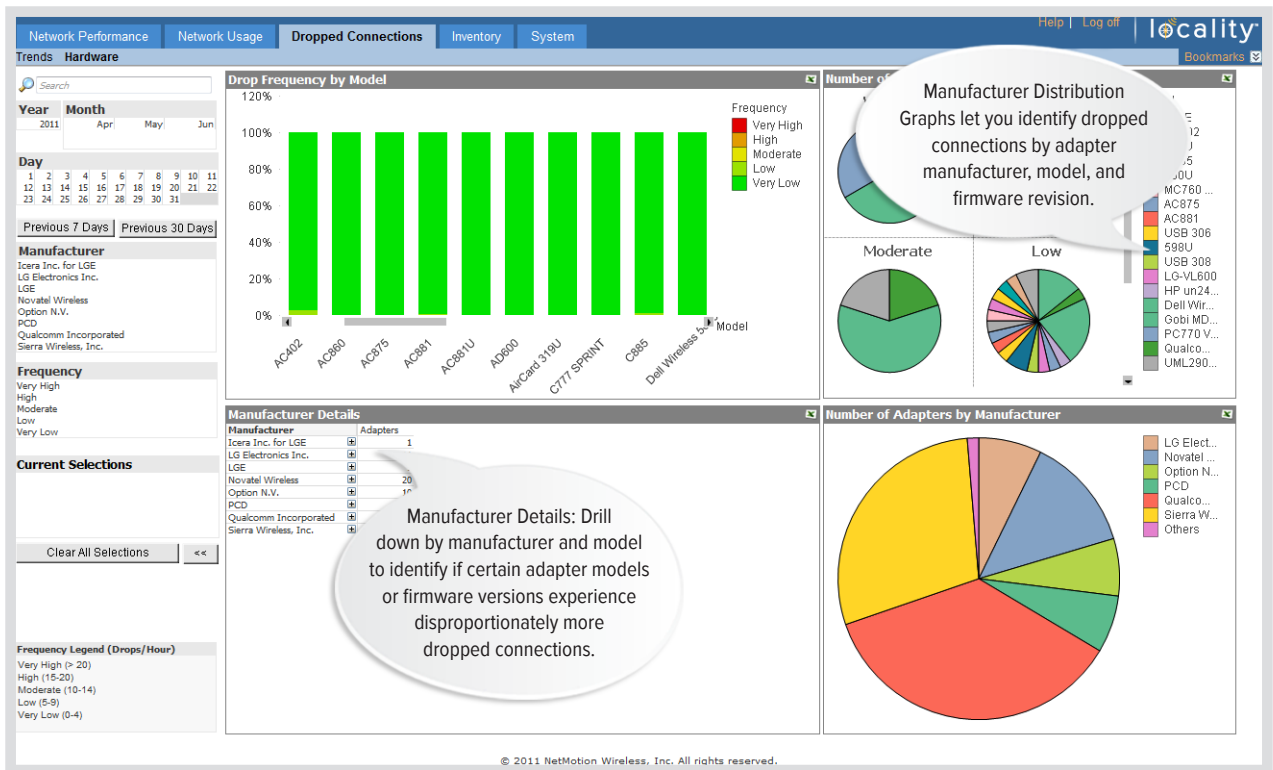 Help | Log off
locality
Network Performance Network Usage Dropped Connections Inventory System
Trends Hardware
Bookmarks
Search
Year Month
2011 Apr May Jun
Day
1 2 3 4 5 6 7 8 9 10 11
12 13 14 15 16 17 18 19 20 21 22
23 24 25 26 27 28 29 30 31
Previous 7 Days Previous 30 Days
Manufacturer
Icera Inc. for LGE
LG Electronics Inc.
LGE
Novatel Wireless
Option N.V.
PCD
Qualcomm Incorporated
Sierra Wireless, Inc.
Frequency
Very High
High
Moderate
Low
Very Low
Current Selections
Clear All Selections <<
Frequency Legend (Drops/Hour)
Very High (> 20)
High (15-20)
Moderate (10-14)
Low (5-9)
Very Low (0-4)
Drop Frequency by Model
120%
100%
80%
60%
40%
20%
0%
AC402
AC860
AC875
AC881
AC881U
AD600
AirCard 319U
C777 SPRINT
C885
Dell Wireless
Model
Frequency
Very High
High
Moderate
Low
Very Low
Number of
Manufacturer Distribution
Graphs let you identify dropped
connections by adapter
manufacturer, model, and
firmware revision.
Moderate
Low
MC760 ...
AC875
AC881
USB 306
598U
USB 308
LG-VL600
HP un24...
Dell Wir...
Gobi MD...
PC770 V...
Qualco...
UML290...
Manufacturer Details
Manufacturer Adapters
Icera Inc. for LGE 1
LG Electronics Inc.
LGE
Novatel Wireless 20
Option N.V. 10
PCD
Qualcomm Incorporated
Sierra Wireless, Inc.
Manufacturer Details: Drill
down by manufacturer and model
to identify if certain adapter models
or firmware versions experience
disproportionately more
dropped connections.
Number of Adapters by Manufacturer
LG Elect...
Novatel ...
Option N...
PCD
Qualco...
Sierra W...
Others
© 2011 NetMotion Wireless, Inc. All rights reserved.